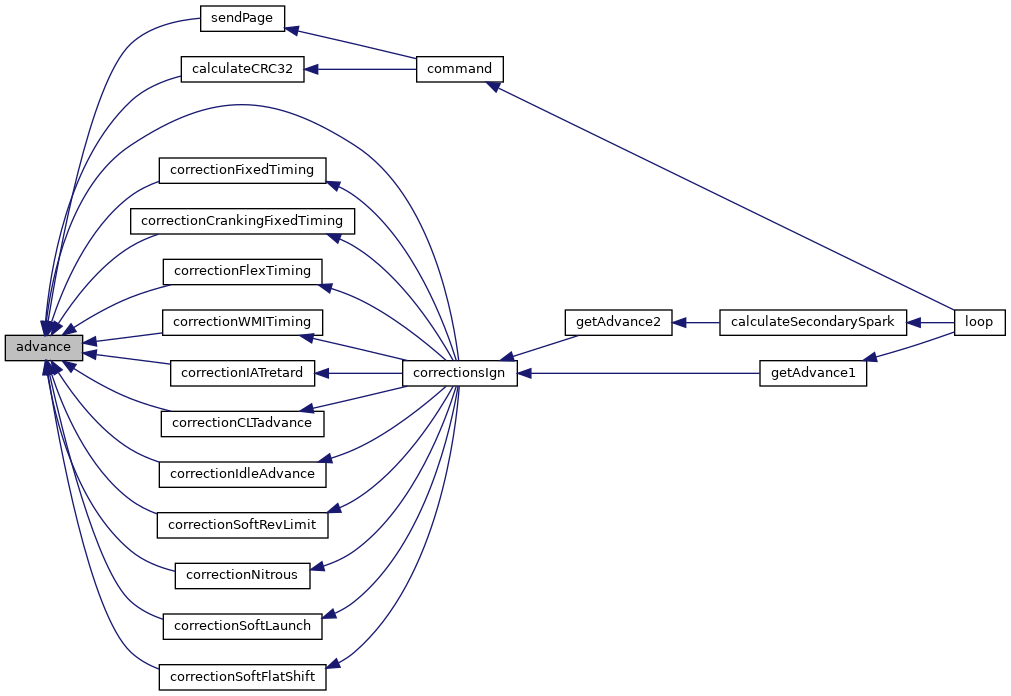 sendPage
calculateCRC32
command
correctionFixedTiming
correctionCrankingFixedTiming
correctionFlexTiming
correctionWMITiming
getAdvance2
calculateSecondarySpark
loop
advance
correctionIATretard
correctionsIgn
getAdvance1
correctionCLTadvance
correctionIdleAdvance
correctionSoftRevLimit
correctionNitrous
correctionSoftLaunch
correctionSoftFlatShift